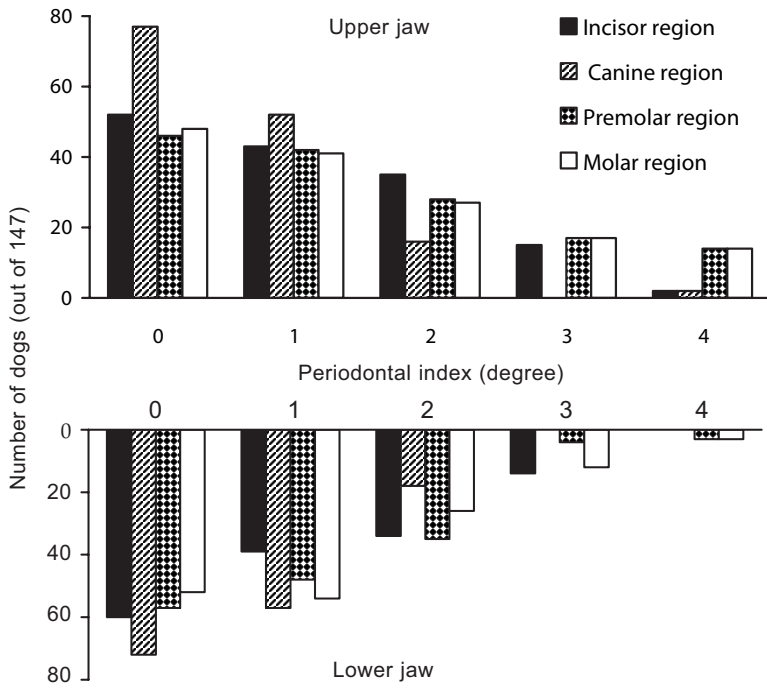 Upper jaw
Incisor region
Canine region
Premolar region
Molar region
80
60
40
20
0
0 1 2 3 4
Periodontal index (degree)
Number of dogs (out of 147)
0 1 2 3 4
0
20
40
60
80
Lower jaw